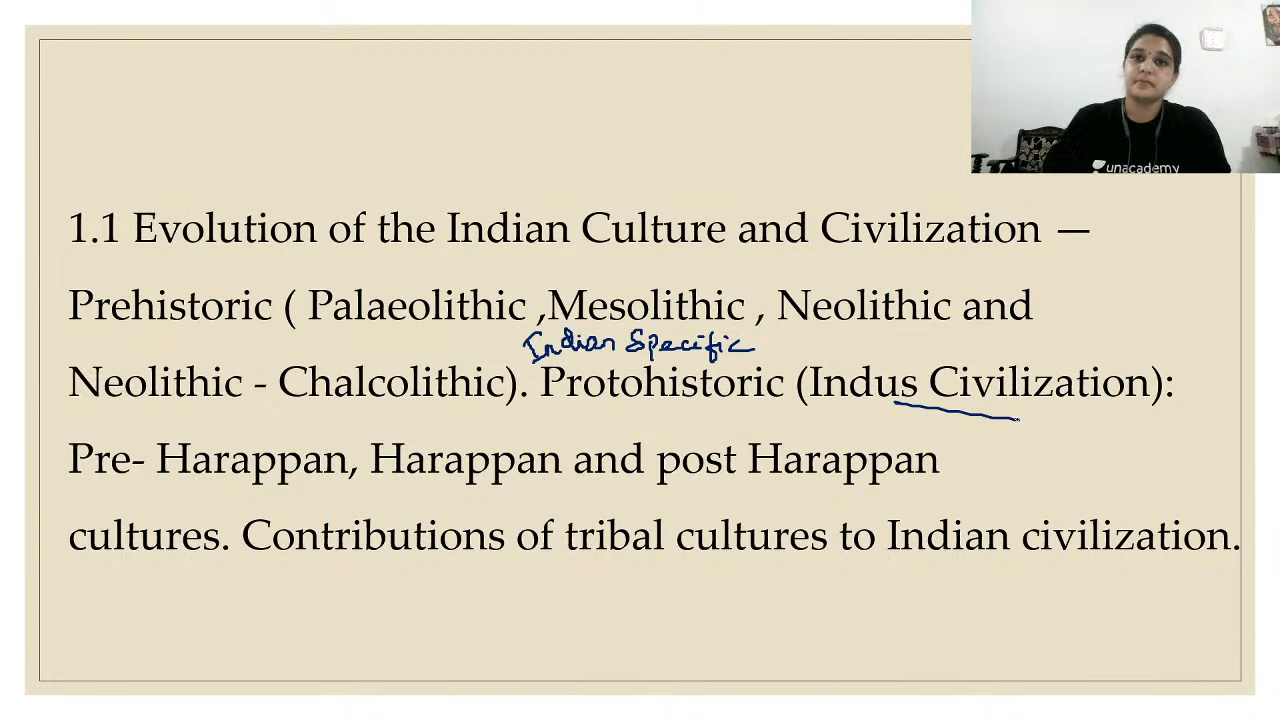 unacademy
1.1 Evolution of the Indian Culture and Civilization —
Prehistoric ( Palaeolithic ,Mesolithic , Neolithic and
Indian Specific
Neolithic - Chalcolithic). Protohistoric (Indus Civilization):
Pre- Harappan, Harappan and post Harappan
cultures. Contributions of tribal cultures to Indian civilization.